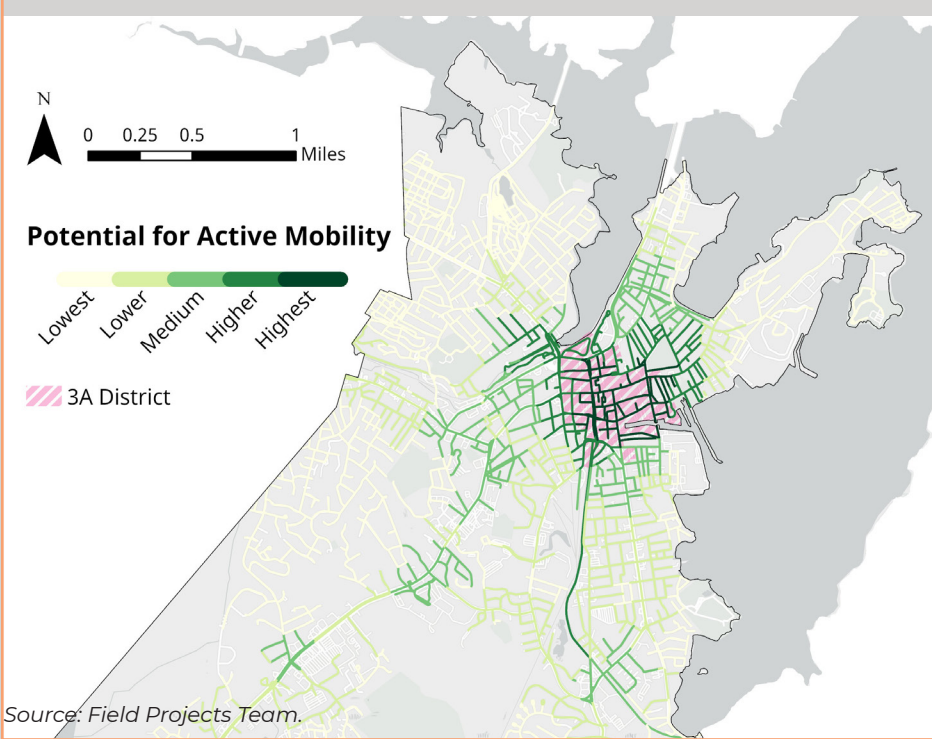 N
0 0.25 0.5 1
Miles
Potential for Active Mobility
Lowest Lower Medium Higher Highest
3A District
Source: Field Projects Team.